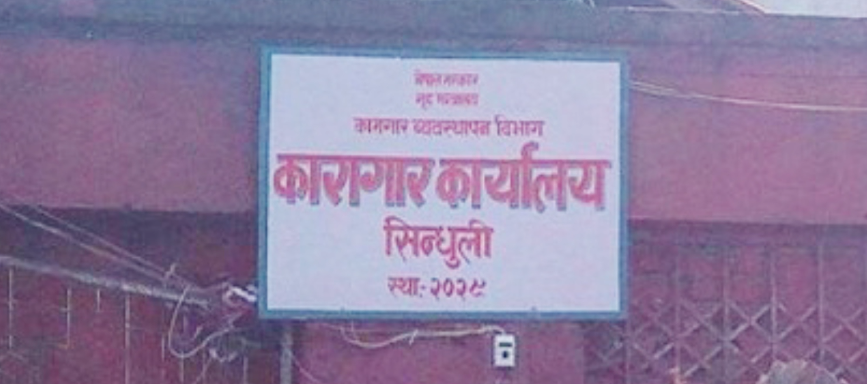 नेपाल सरकार
गृह मन्त्रालय
कारागार व्यवस्थापन विभाग
कारागार कार्यालय
सिन्धुली
स्था:-२०२९